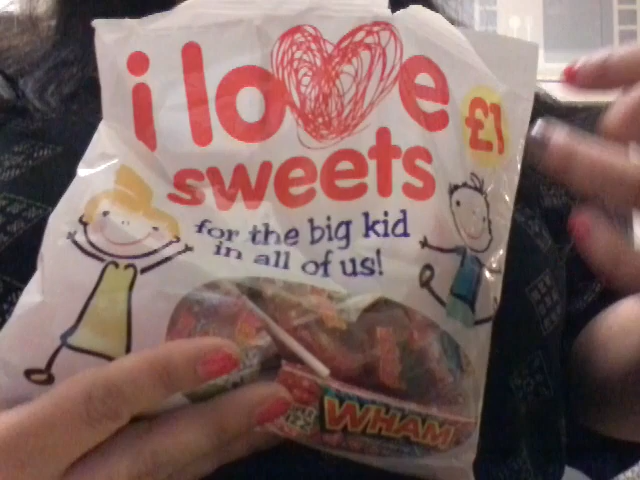 i love
sweets
£1
for the big kid
in all of us!
WHAM